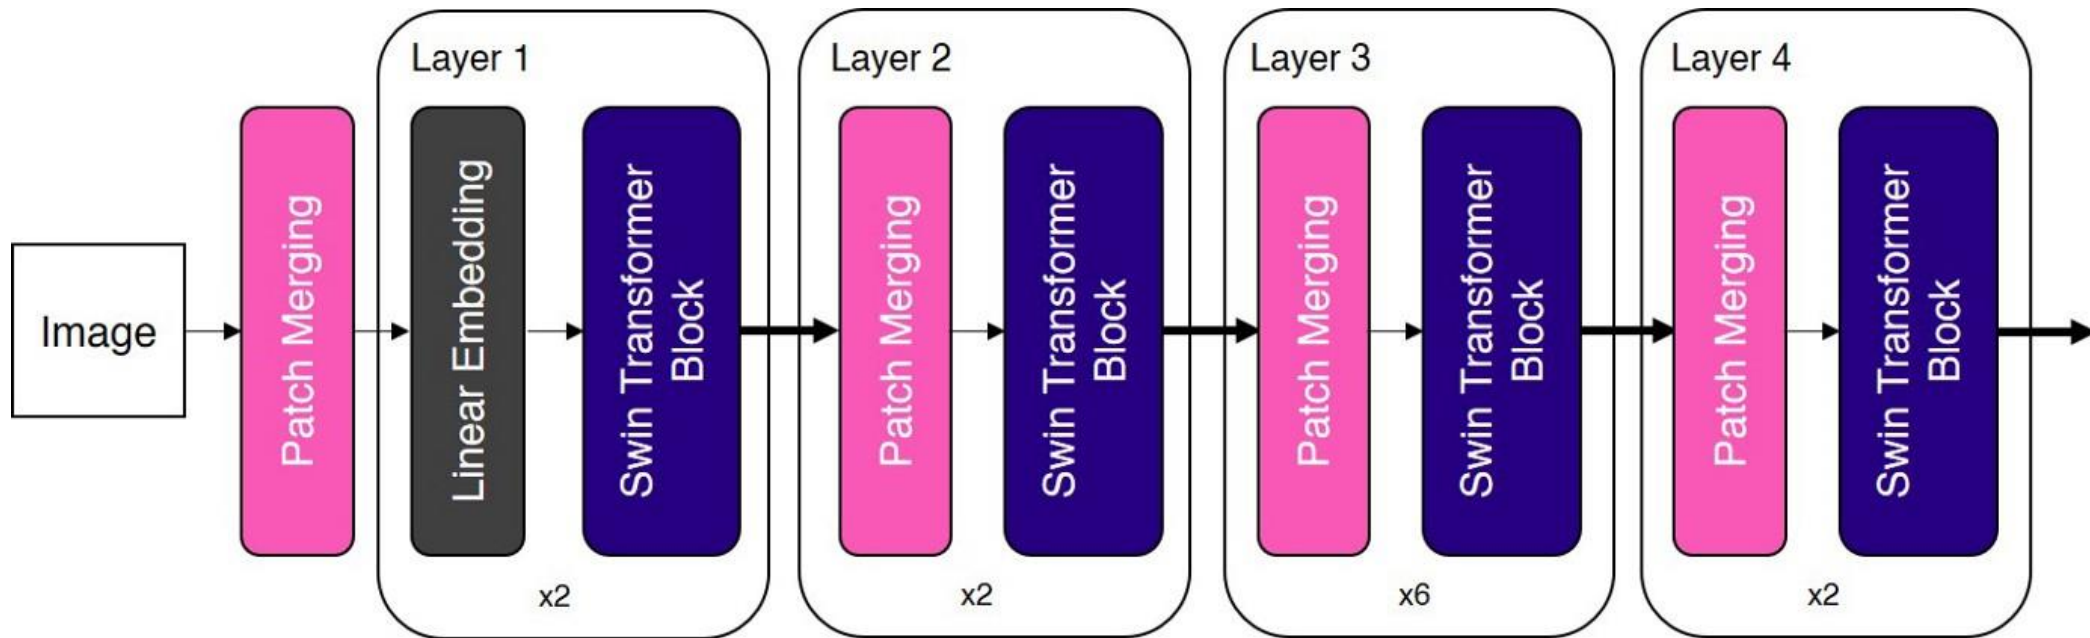 Image
Patch Merging
Layer 1
Linear Embedding
Swin Transformer
Block
x2
Layer 2
Patch Merging
Swin Transformer
Block
x2
Layer 3
Patch Merging
Swin Transformer
Block
x6
Layer 4
Patch Merging
Swin Transformer
Block
x2